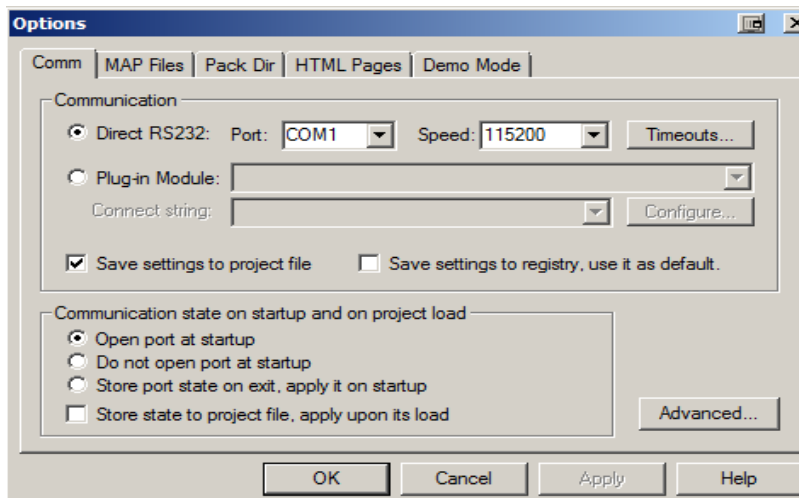 Options
Comm MAP Files Pack Dir HTML Pages Demo Mode
Communication
Direct RS232: Port: COM1 Speed: 115200 Timeouts...
Plug-in Module:
Connect string: Configure...
Save settings to project file Save settings to registry, use it as default.
Communication state on startup and on project load
Open port at startup
Do not open port at startup
Store port state on exit, apply it on startup
Store state to project file, apply upon its load Advanced...
OK Cancel Apply Help